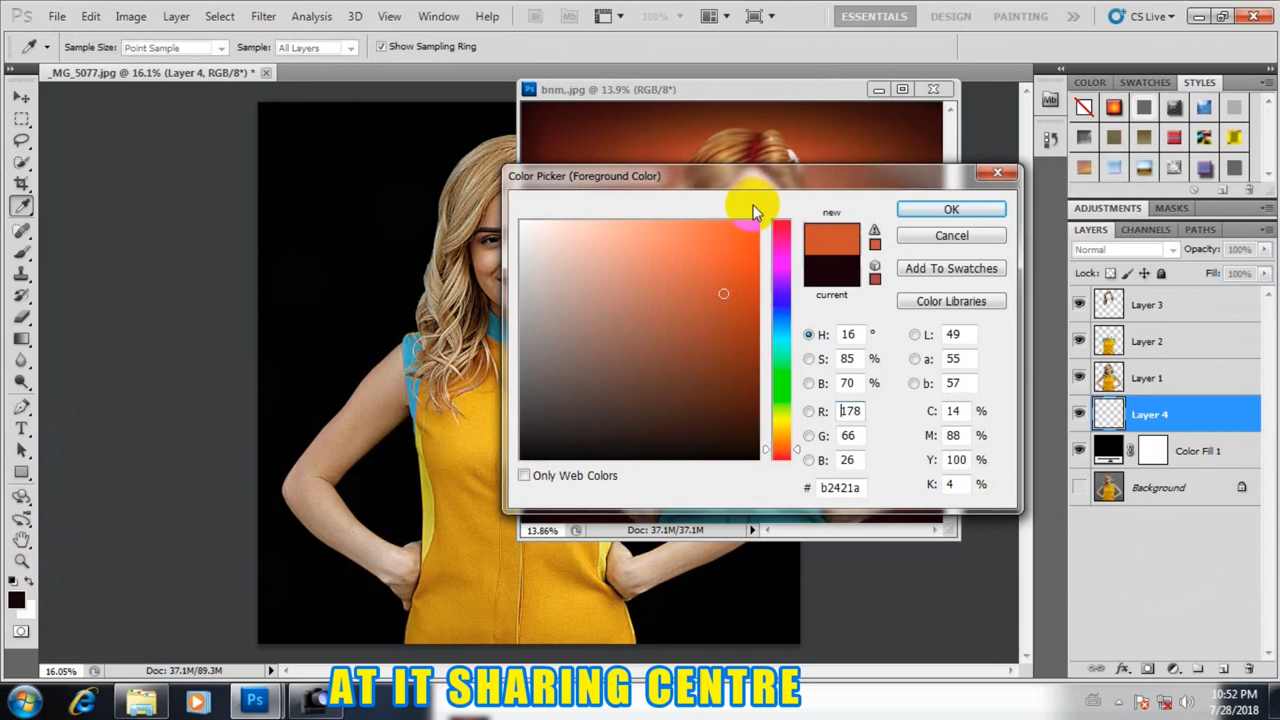 Ps File Edit Image Layer Select Filter Analysis 3D View Window Help Br Mb 100% ESSENTIALS DESIGN PAINTING CS Live
Sample Size: Point Sample Sample: All Layers Show Sampling Ring
_MG_5077.jpg @ 16.1% (Layer 4, RGB/8*) *
Ps bnm,.jpg @ 13.9% (RGB/8*)
Color Picker (Foreground Color)
new
current
OK
Cancel
Add To Swatches
Color Libraries
H: 16 °
S: 85 %
B: 70 %
R: 178
G: 66
B: 26
# b2421a
L: 49
a: 55
b: 57
C: 14 %
M: 88 %
Y: 100 %
K: 4 %
Only Web Colors
13.86% Doc: 37.1M/37.1M
Mb
COLOR SWATCHES STYLES
ADJUSTMENTS MASKS
LAYERS CHANNELS PATHS
Normal Opacity: 100%
Lock: Fill: 100%
Layer 3
Layer 2
Layer 1
Layer 4
Color Fill 1
Background
16.05% Doc: 37.1M/89.3M
AT IT SHARING CENTRE
Ps
10:52 PM
7/28/2018